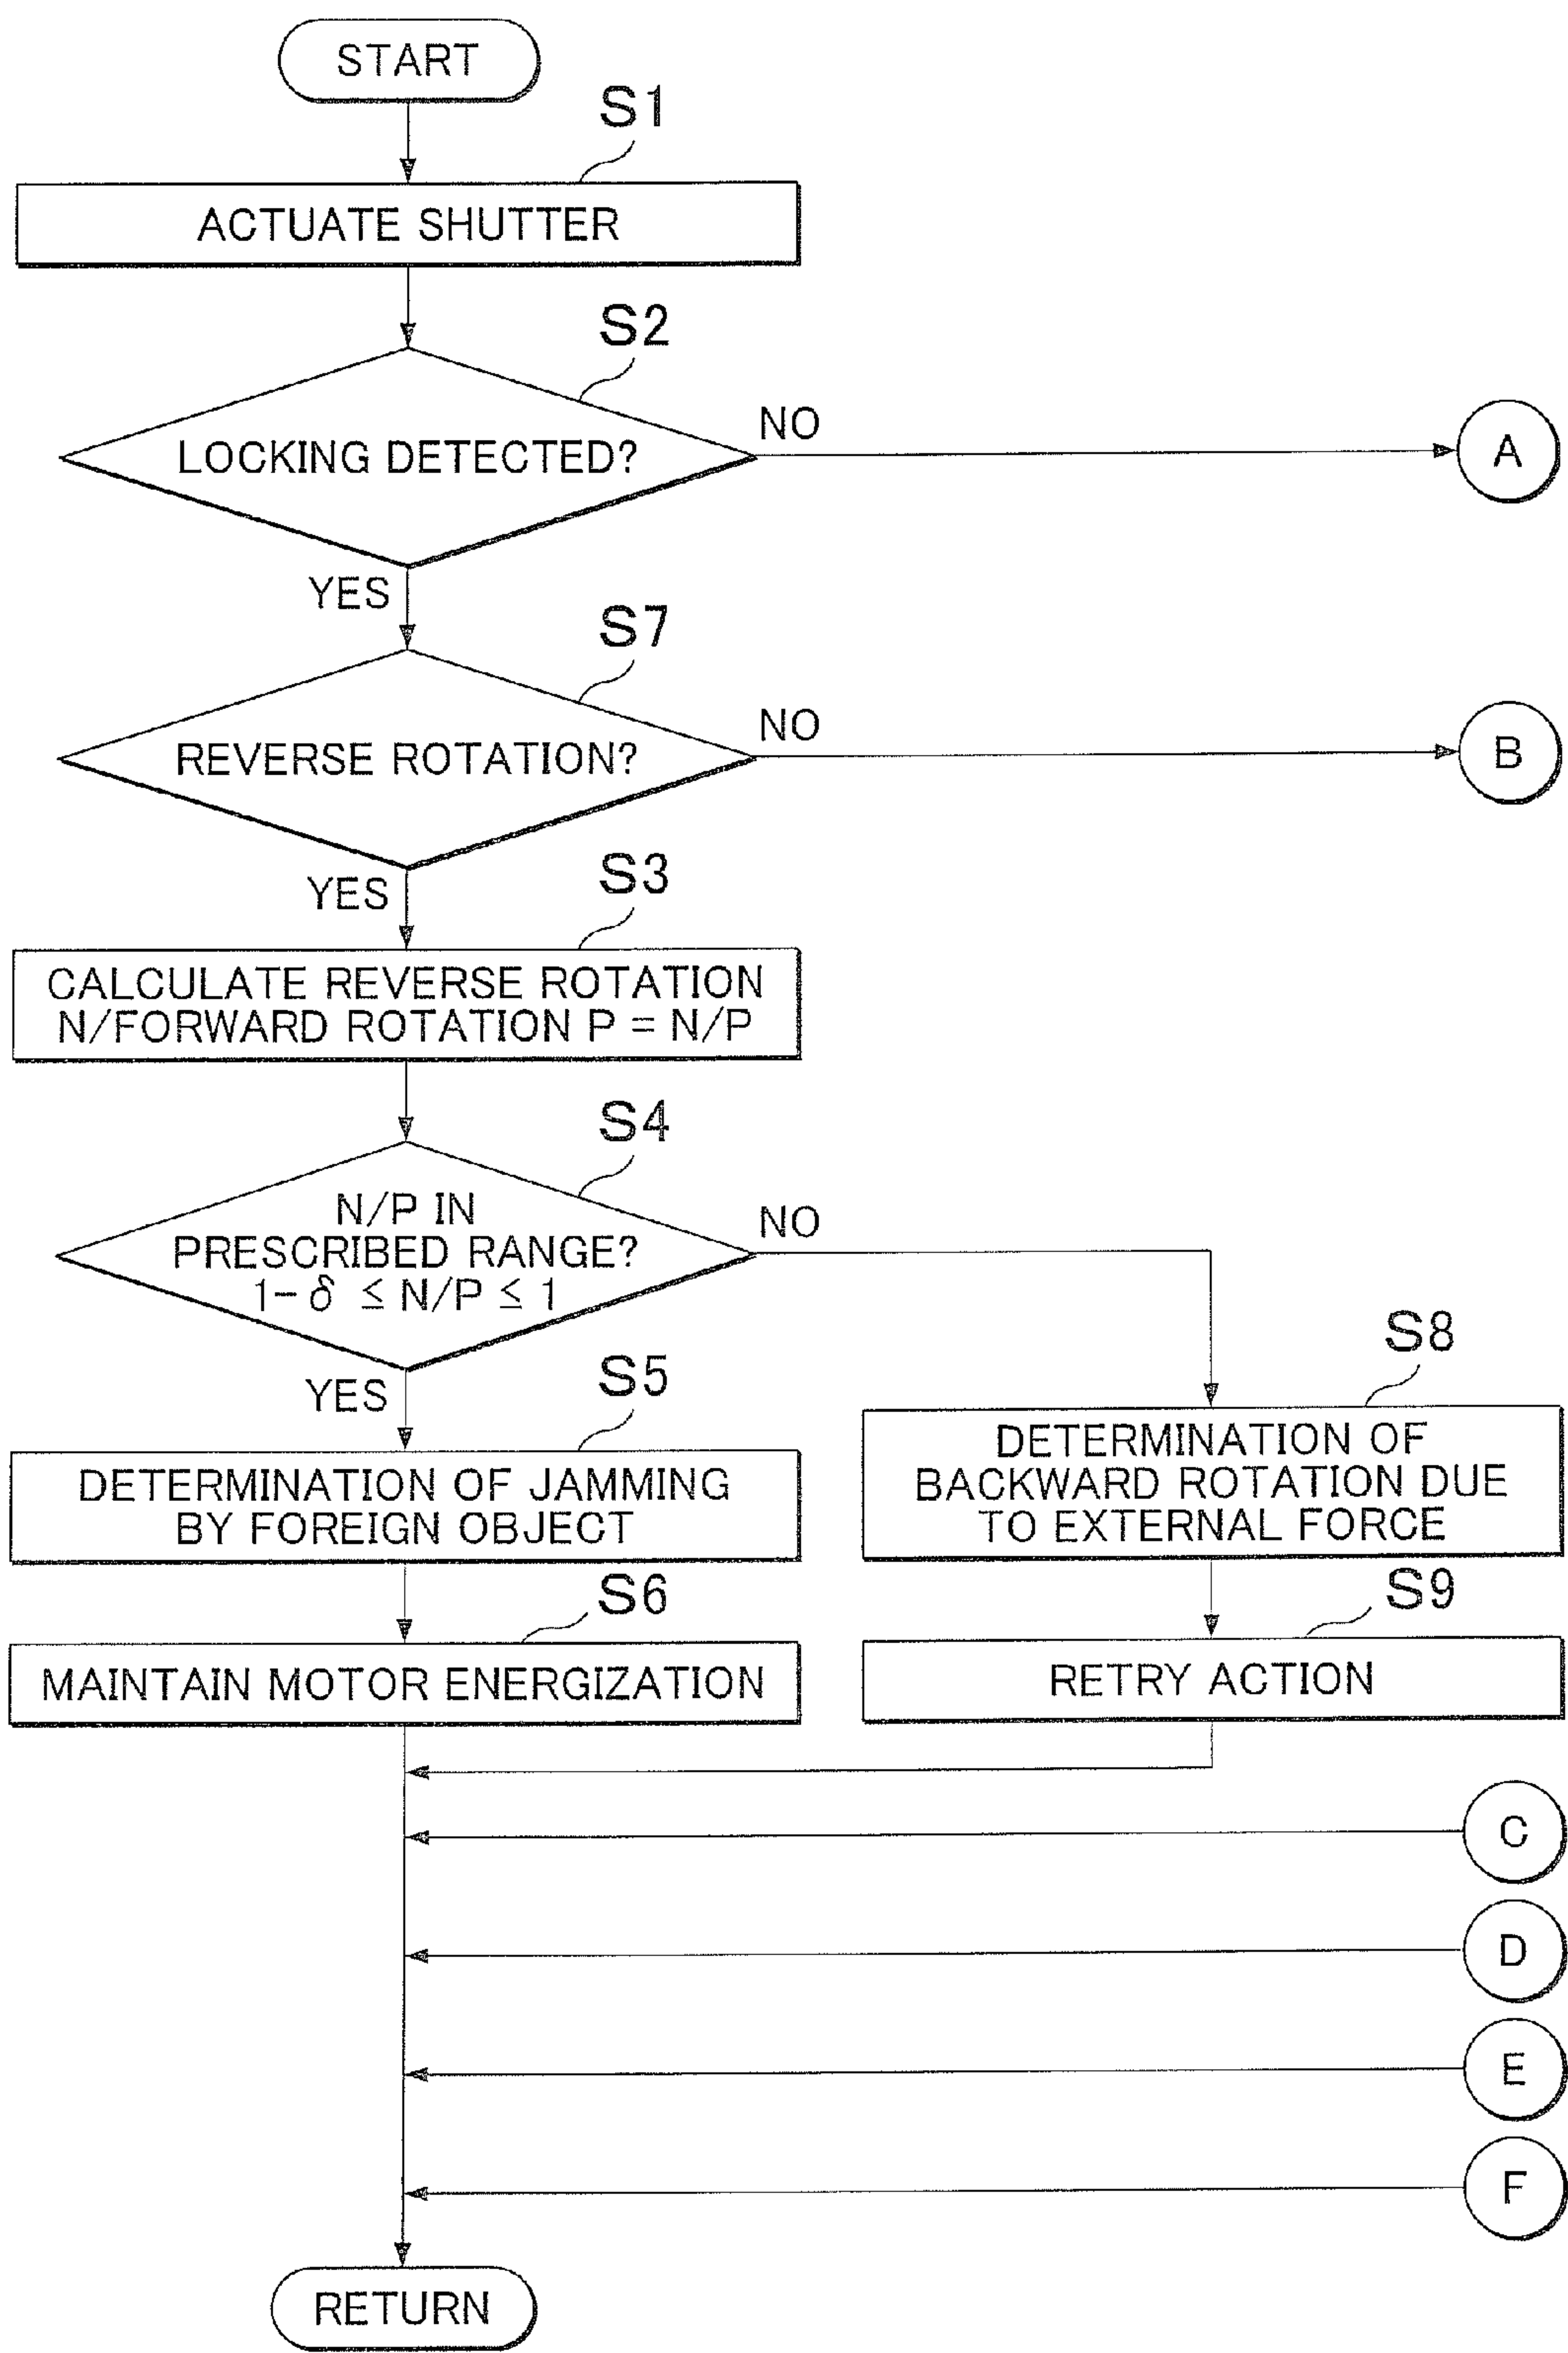 START
S1
ACTUATE SHUTTER
S2
LOCKING DETECTED?
NO
A
YES
S7
REVERSE ROTATION?
NO
B
YES
S3
CALCULATE REVERSE ROTATION
N/FORWARD ROTATION P = N/P
S4
N/P IN
PRESCRIBED RANGE?
1-δ ≤ N/P ≤ 1
NO
YES
S5
DETERMINATION OF JAMMING
BY FOREIGN OBJECT
S8
DETERMINATION OF
BACKWARD ROTATION DUE
TO EXTERNAL FORCE
S6
MAINTAIN MOTOR ENERGIZATION
S9
RETRY ACTION
C
D
E
F
RETURN